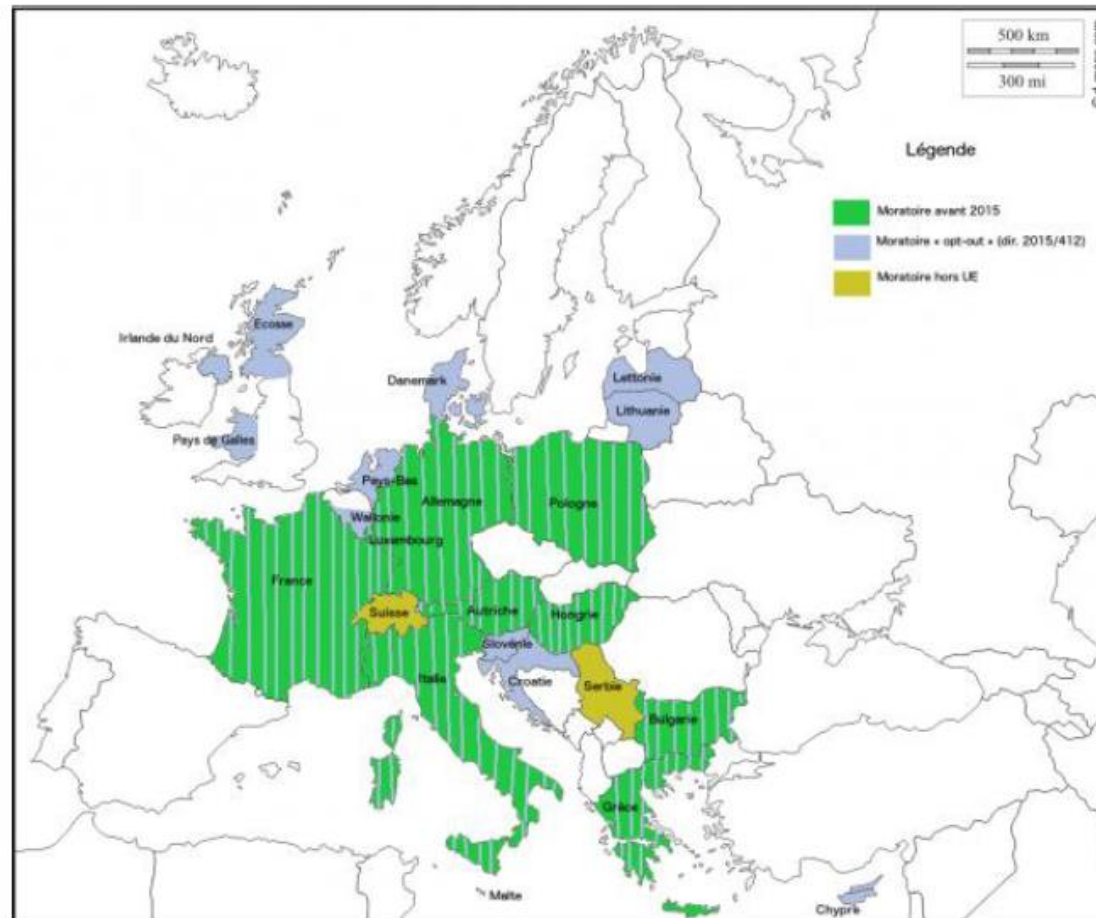 500 km
300 mi
Légende
Moratoire avant 2015
Moratoire « opt-out » (dir. 2015/412)
Moratoire hors UE
Ecosse
Irlande du Nord
Danemark
Lettonie
Lithuanie
Pays de Galles
Pays-Bas
Allemagne
Pologne
Wallonie
Luxembourg
France
Suisse
Autriche
Hongrie
Slovénie
Italie
Croatie
Serbie
Bulgarie
Grèce
Malte
Chypre